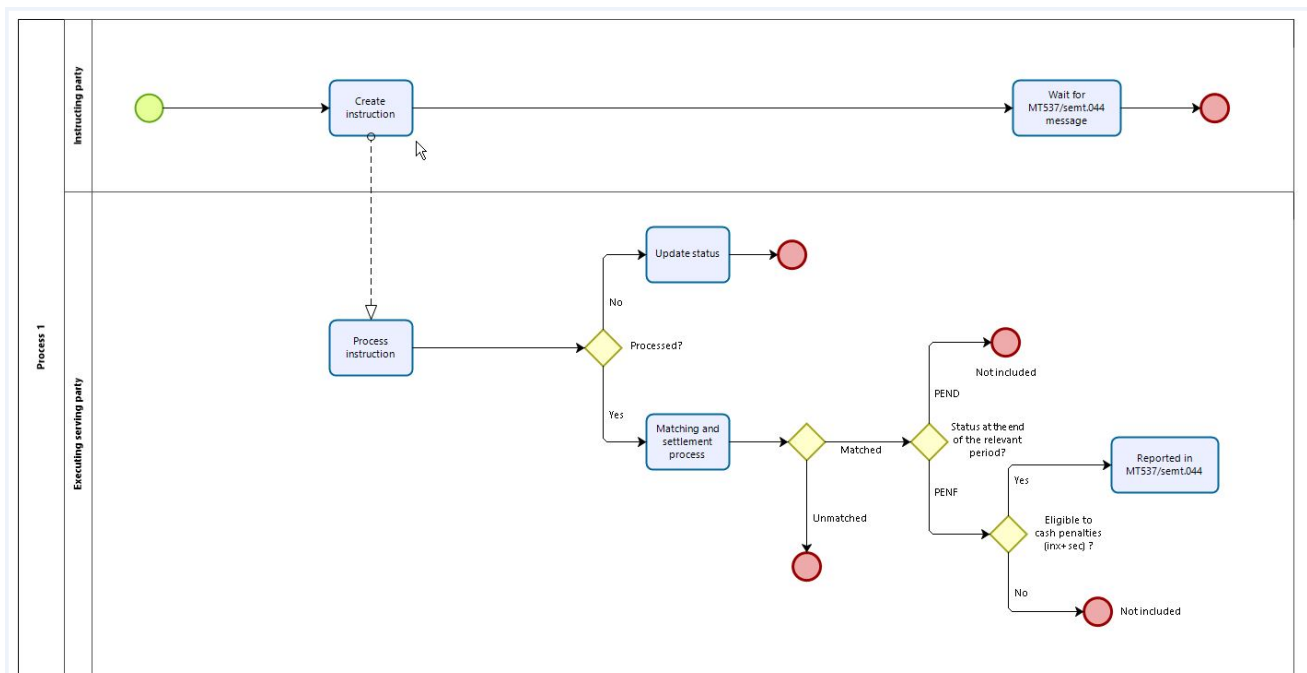 Process 1
Instructing party
Create
instruction
Wait for
MT537/semt.044
message
Executing serving party
Update status
No
Process
instruction
Processed?
Yes
Matching and
settlement
process
Matched
Unmatched
PEND
Not included
Status at the end
of the relevant
period?
PENF
Yes
Reported in
MT537/semt.044
Eligible to
cash penalties
(inx+ sec) ?
No
Not included